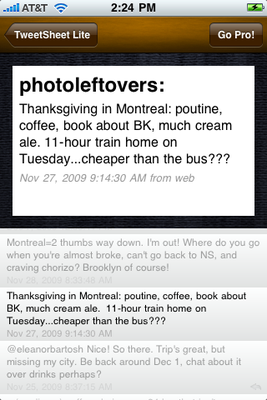 AT&T 2:24 PM
TweetSheet Lite Go Pro!
photoleftovers:
Thanksgiving in Montreal: poutine,
coffee, book about BK, much cream
ale. 11-hour train home on
Tuesday...cheaper than the bus???
Nov 27, 2009 9:14:30 AM from web
Montreal=2 thumbs way down. I'm out! Where do you go
when you're almost broke, can't go back to NS, and
craving chorizo? Brooklyn of course!
Thanksgiving in Montreal: poutine, coffee, book about
BK, much cream ale. 11-hour train home on
Tuesday...cheaper than the bus???
Nov 27, 2009 9:14:30 AM
@eleanorbartosh Nice! So there. Trip's great, but
missing my city. Be back around Dec 1, chat about it
over drinks perhaps?
Nov 25, 2009 8:37:15 AM